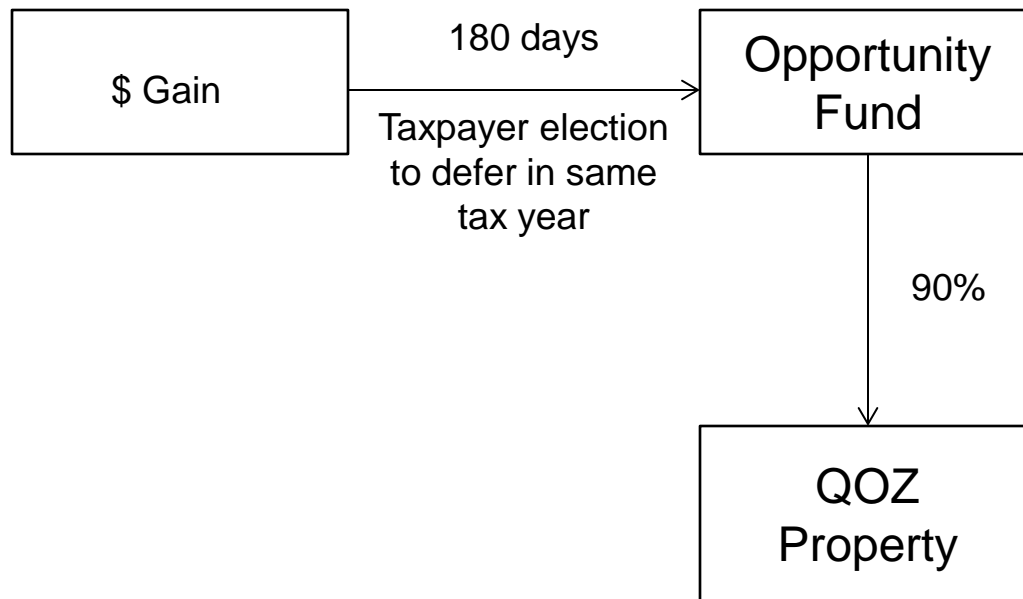 $ Gain
180 days
Taxpayer election
to defer in same
tax year
Opportunity
Fund
90%
QOZ
Property